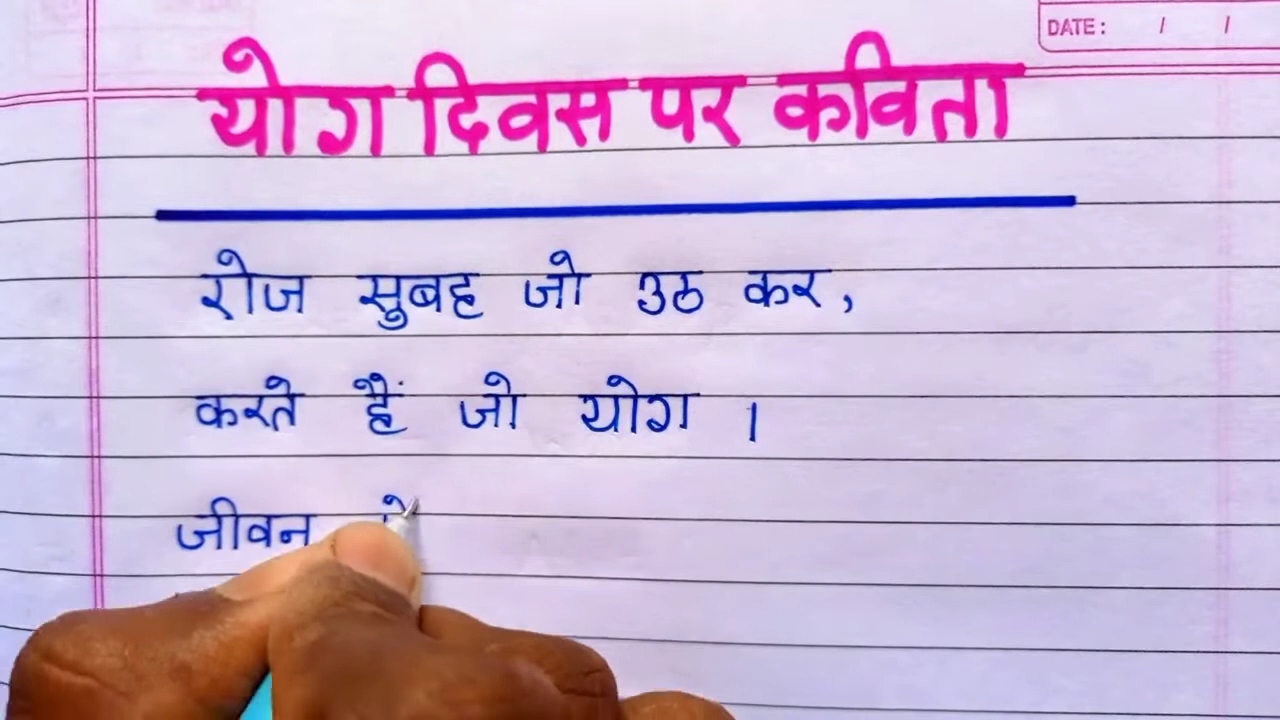 DATE: / /
योग दिवस पर कविता
रोज सुबह जो उठ कर,
करते हैं जो योग ।
जीवन